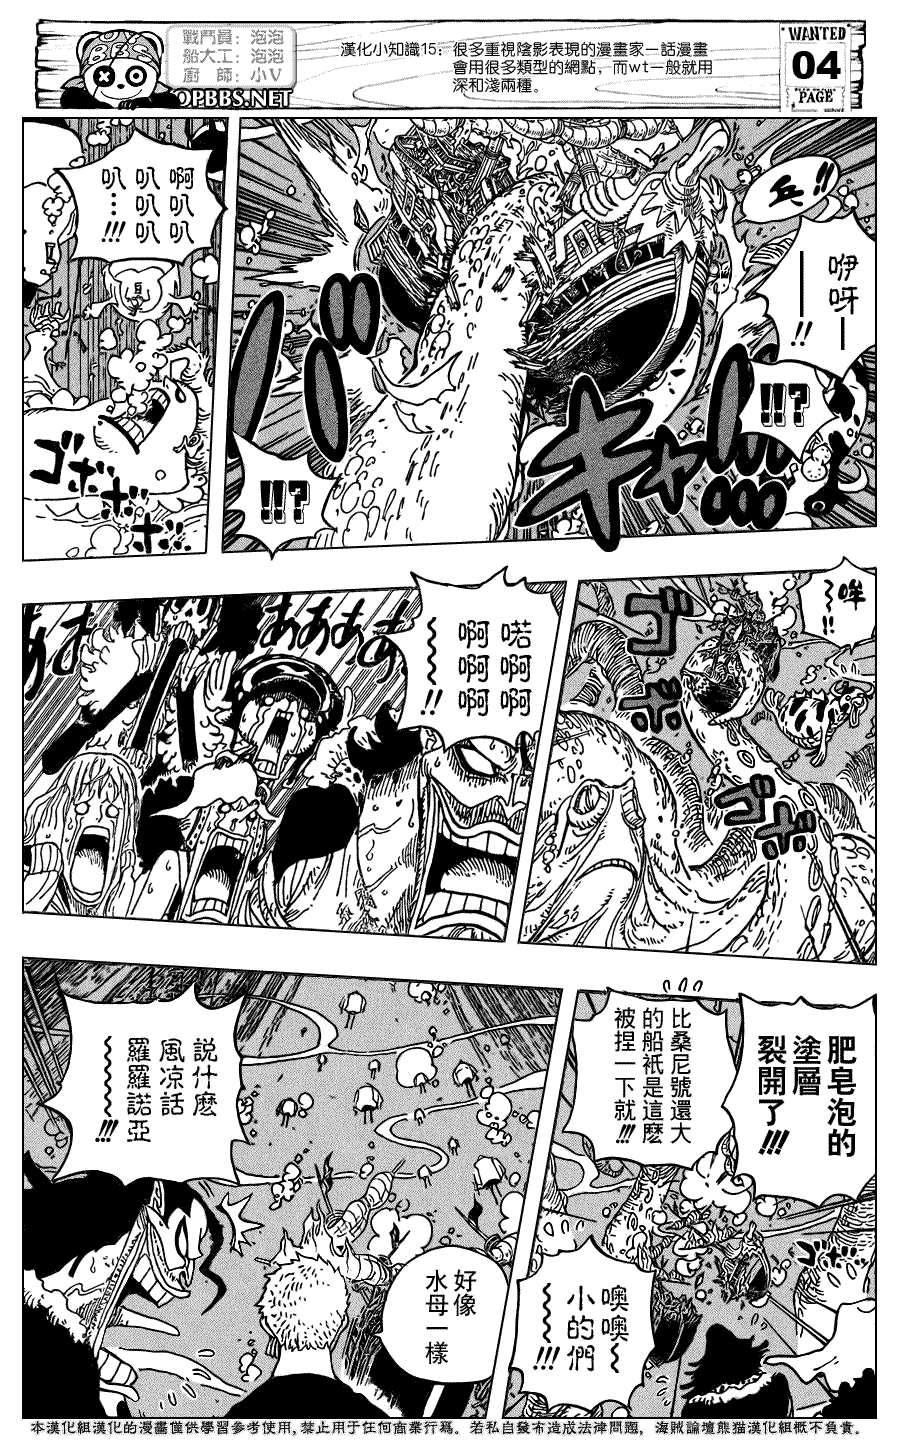 戰鬥員：泡泡
船大工：泡泡
廚　師：小V
OPBBS.NET
漢化小知識15：很多重視陰影表現的漫畫家一話漫畫
會用很多類型的網點，而wt一般就用
深和淺兩種。
WANTED
04
PAGE
乓!!
咿呀——!!
!!?
キャ
!!?
啊叭叭
叭叭叭
叭…!!!
ゴボボボボ
哞~!!
喏啊啊
啊啊啊~~!!
あああああ
肥皂泡的
塗層
裂開了!!!
比桑尼號還大
的船衹是這麼
被捏一下就!!!
噢噢~
小的們~~!!!
ゴポ
好像
水母一樣
說什麼
風凉話
羅羅諾亞~~!!!
本漢化組漢化的漫畫僅供學習參考使用,禁止用于任何商業行爲。若私自發布造成法律問題，海賊論壇熊猫漢化組概不負責。